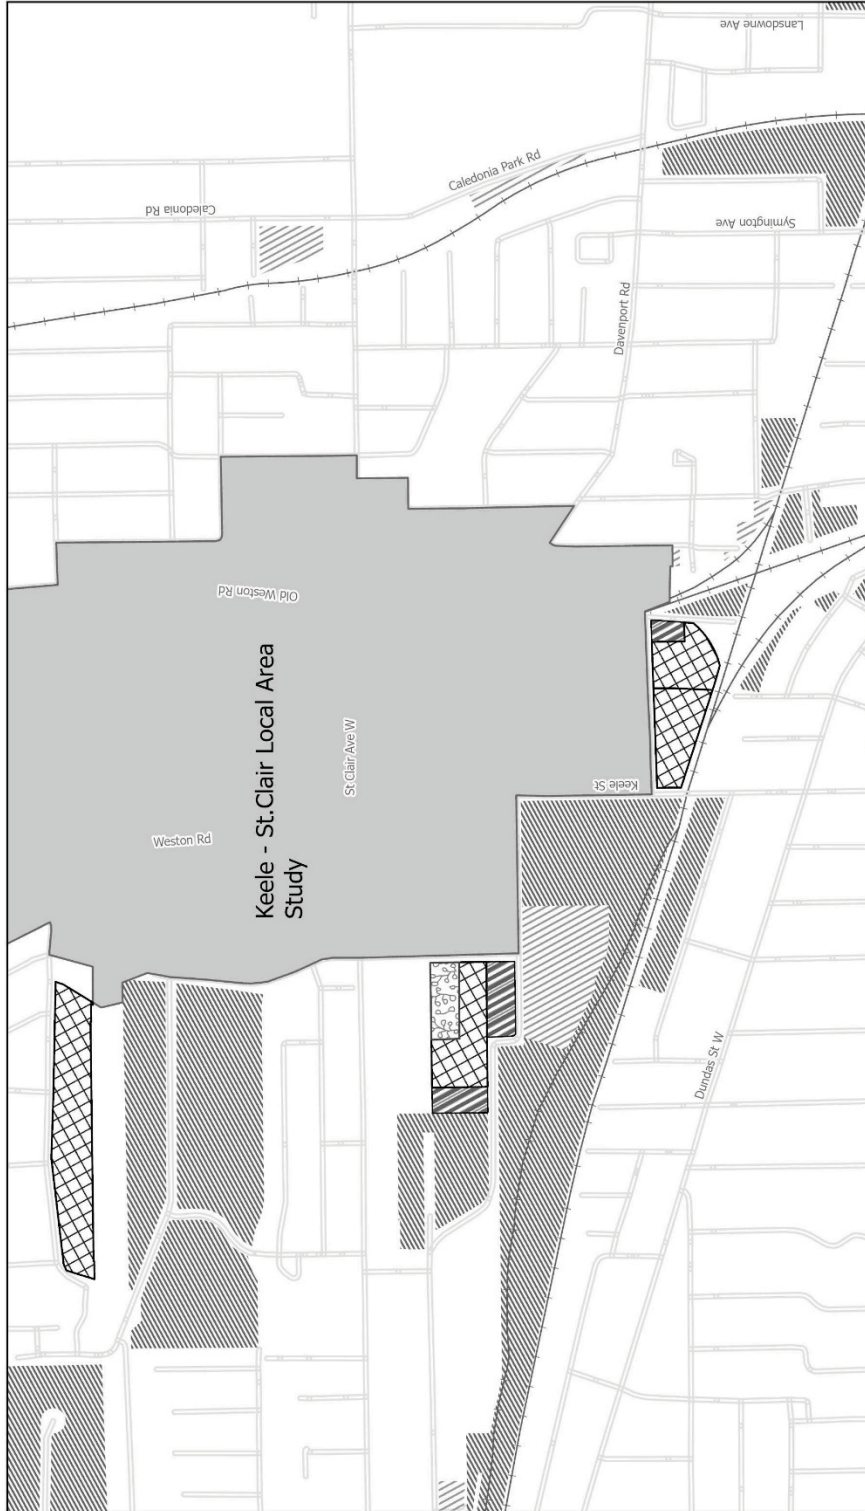 Lansdowne Ave
Caledonia Park Rd
Caledonia Rd
Symington Ave
Davenport Rd
Old Weston Rd
Keele - St.Clair Local Area
Study
St Clair Ave W
Keele St
Weston Rd
Dundas St W